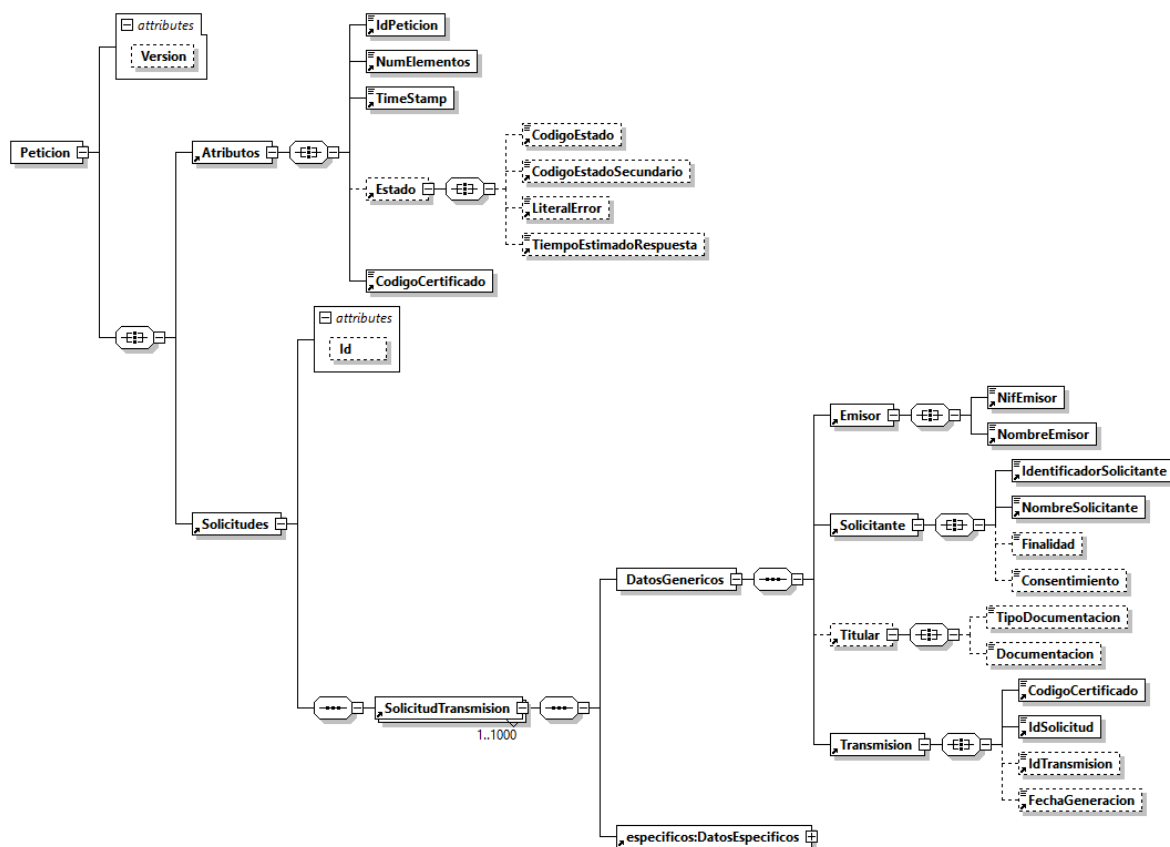 attributes
Version
Peticion
Atributos
IdPeticion
NumElementos
TimeStamp
Estado
CodigoEstado
CodigoEstadoSecundario
LiteralError
TiempoEstimadoRespuesta
CodigoCertificado
attributes
Id
Solicitudes
SolicitudTransmision
1..1000
DatosGenericos
Emisor
NifEmisor
NombreEmisor
Solicitante
IdentificadorSolicitante
NombreSolicitante
Finalidad
Consentimiento
Titular
TipoDocumentacion
Documentacion
Transmision
CodigoCertificado
IdSolicitud
IdTransmision
FechaGeneracion
especificos:DatosEspecificos